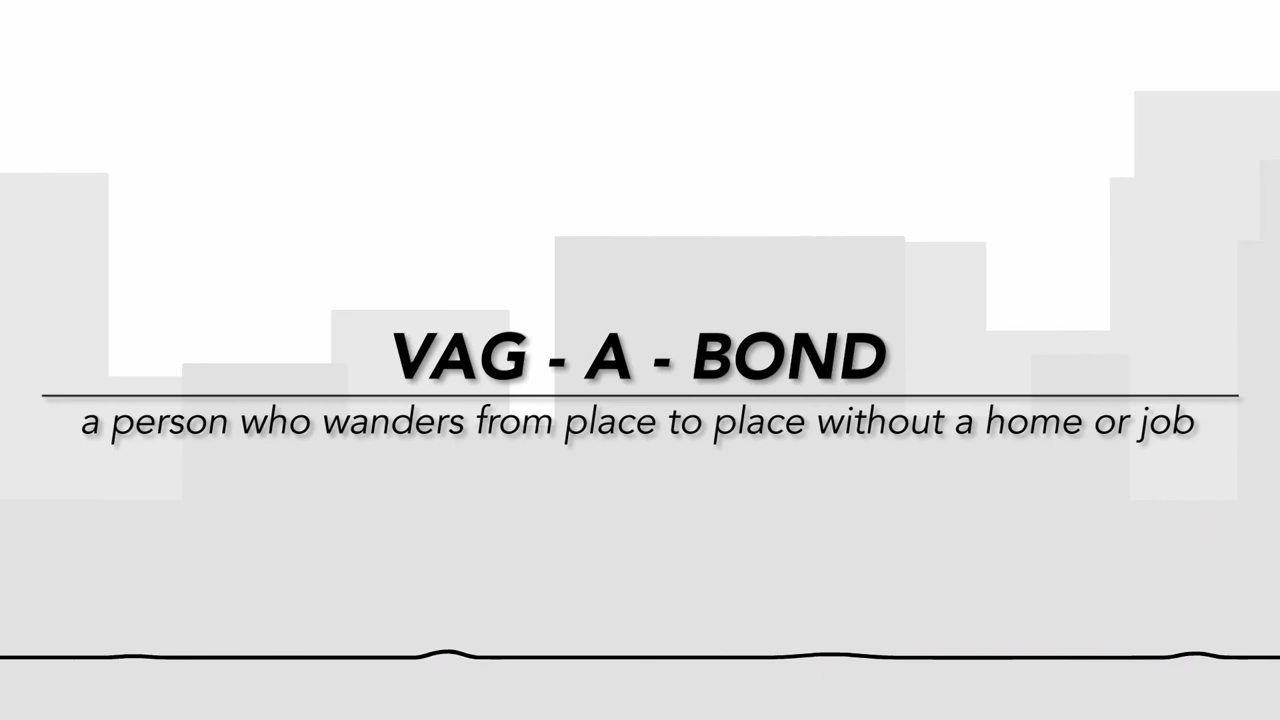 VAG - A - BOND
a person who wanders from place to place without a home or job